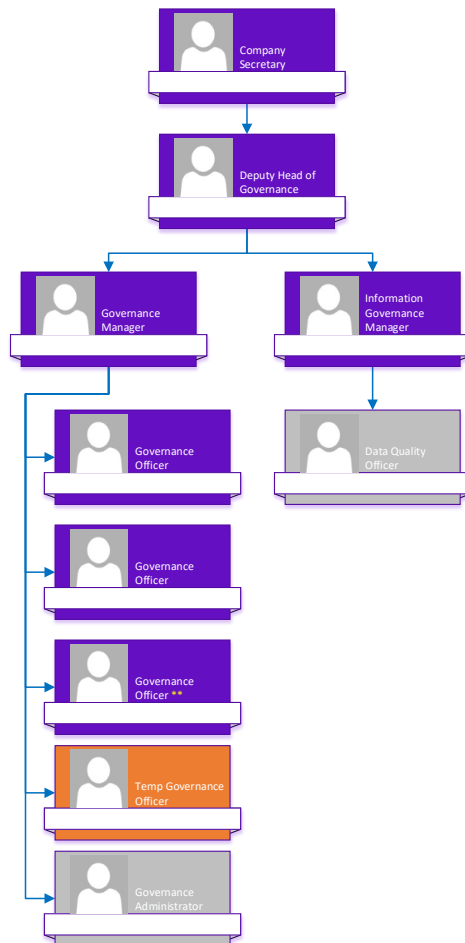 Company
Secretary
Deputy Head of
Governance
Governance
Manager
Information
Governance
Manager
Governance
Officer
Data Quality
Officer
Governance
Officer
Governance
Officer **
Temp Governance
Officer
Governance
Administrator